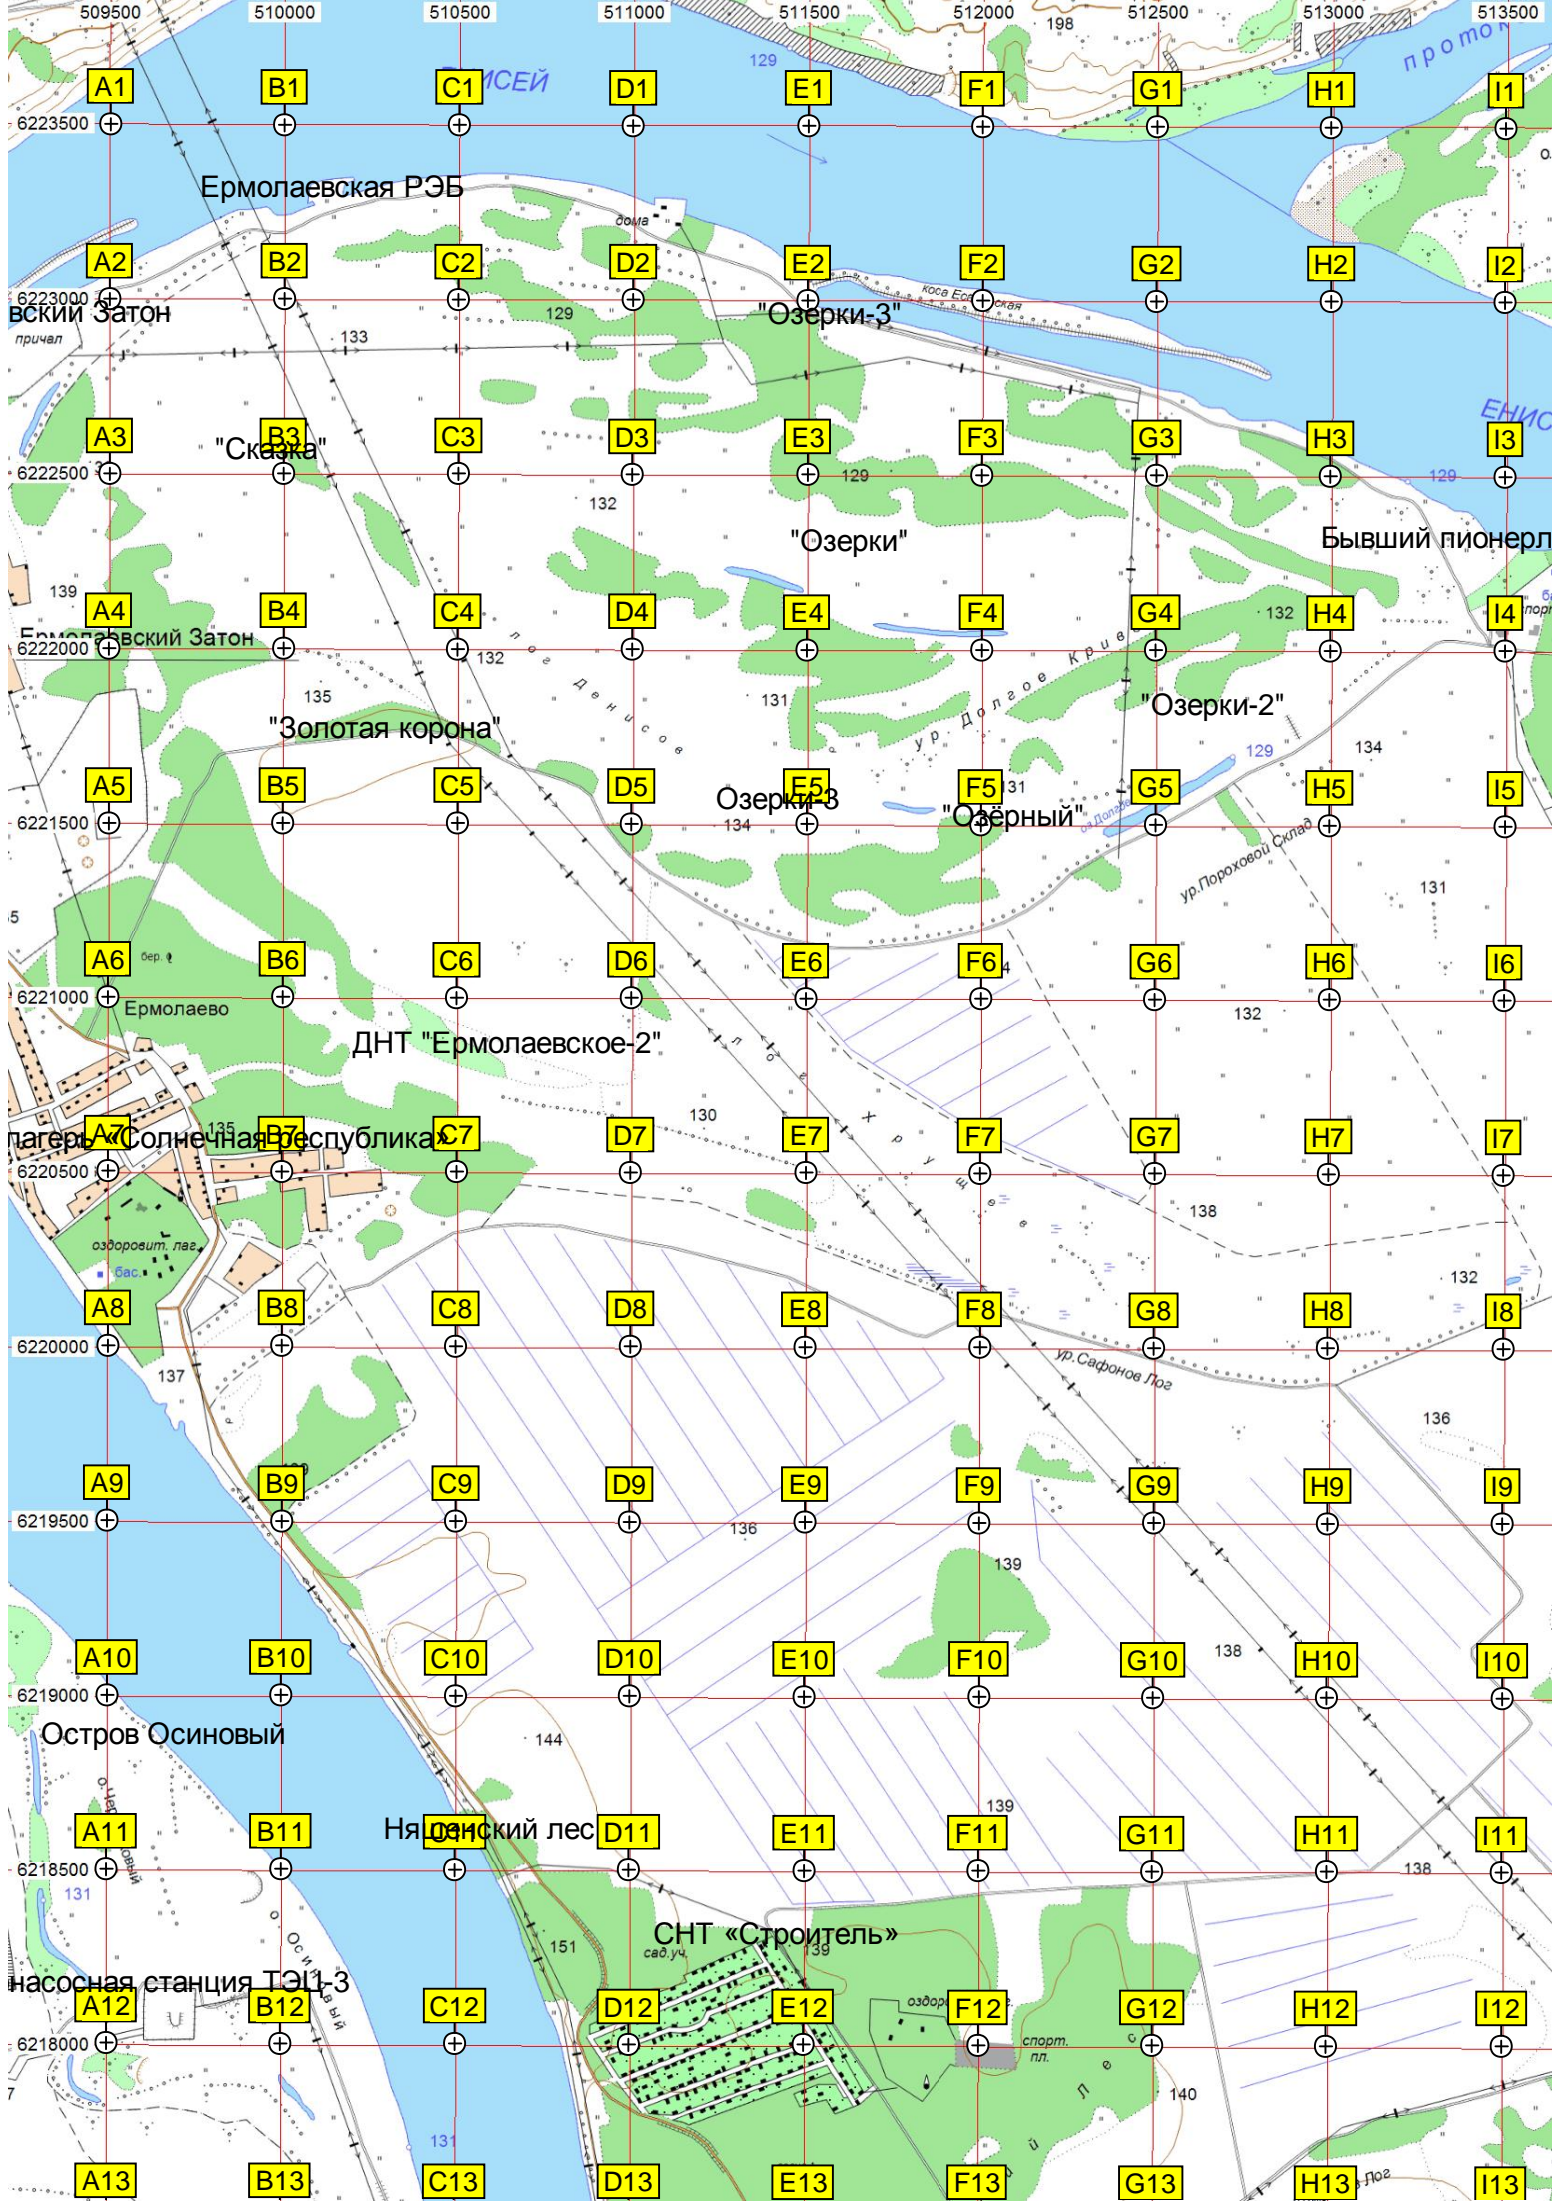 509500 510000 510500 511000 511500 512000 512500 513000 513500
198
129
ИСЕЙ
прото
A1 B1 C1 D1 E1 F1 G1 H1 I1
6223500
Ермолаевская РЭБ
дома
A2 B2 C2 D2 E2 F2 G2 H2 I2
6223000
вский Затон
"Озерки-3"
129
133
причал
ЕНИС
A3 B3 C3 D3 E3 F3 G3 H3 I3
"Сказка"
6222500
129
129
132
"Озерки"
Бывший пионерл
139
A4 B4 C4 D4 E4 F4 G4 H4 I4
132
Ермолаевский Затон
6222000
132
лог Денисов
135
131
ур. Долгое Крив
"Золотая корона"
"Озерки-2"
129
134
A5 B5 C5 D5 E5 F5 G5 H5 I5
131
Озерки-3
"Озёрный"
6221500
134
ур.Пороховой Склад
131
A6 B6 C6 D6 E6 F6 G6 H6 I6
бер.
6221000
Ермолаево
132
ДНТ "Ермолаевское-2"
лог Хрущев
130
A7 B7 C7 D7 E7 F7 G7 H7 I7
135
лагерь «Солнечная республика»
6220500
138
оздоровит. лаг.
бас.
132
A8 B8 C8 D8 E8 F8 G8 H8 I8
6220000
ур.Сафонов Лог
137
136
A9 B9 C9 D9 E9 F9 G9 H9 I9
6219500
136
139
138
A10 B10 C10 D10 E10 F10 G10 H10 I10
6219000
Остров Осиновый
144
139
A11 B11 C11 D11 E11 F11 G11 H11 I11
Няшенский лес
6218500
138
131
о. Осиновый
СНТ «Строитель»
151
сад.уч.
139
насосная станция ТЭЦ-3
A12 B12 C12 D12 E12 F12 G12 H12 I12
6218000
спорт.
пл.
140
131
A13 B13 C13 D13 E13 F13 G13 H13 I13
Лог